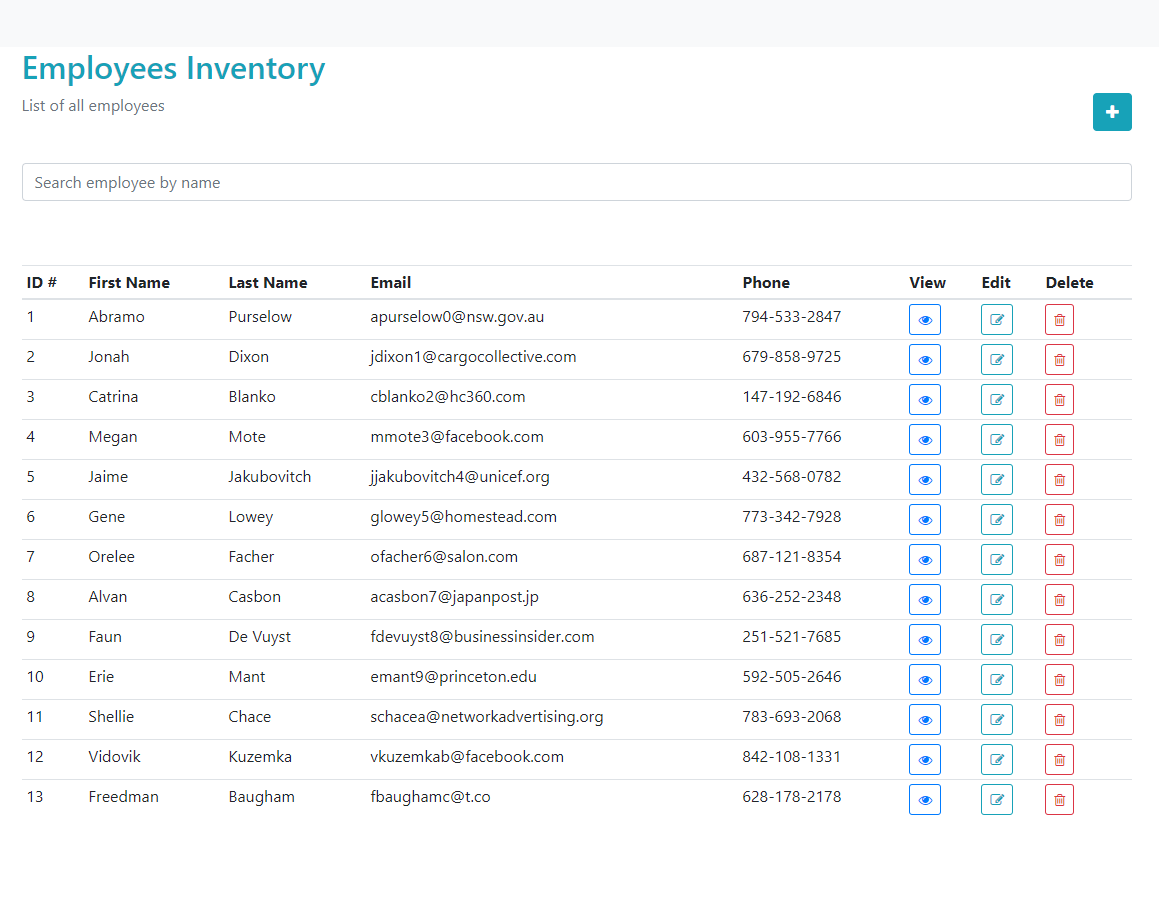 Employees Inventory
List of all employees
Search employee by name
ID # First Name Last Name Email Phone View Edit Delete
1 Abramo Purselow apurselow0@nsw.gov.au 794-533-2847
2 Jonah Dixon jdixon1@cargocollective.com 679-858-9725
3 Catrina Blanko cblanko2@hc360.com 147-192-6846
4 Megan Mote mmote3@facebook.com 603-955-7766
5 Jaime Jakubovitch jjakubovitch4@unicef.org 432-568-0782
6 Gene Lowey glowey5@homestead.com 773-342-7928
7 Orelee Facher ofacher6@salon.com 687-121-8354
8 Alvan Casbon acasbon7@japanpost.jp 636-252-2348
9 Faun De Vuyst fdevuyst8@businessinsider.com 251-521-7685
10 Erie Mant emant9@princeton.edu 592-505-2646
11 Shellie Chace schacea@networkadvertising.org 783-693-2068
12 Vidovik Kuzemka vkuzemkab@facebook.com 842-108-1331
13 Freedman Baugham fbaughamc@t.co 628-178-2178